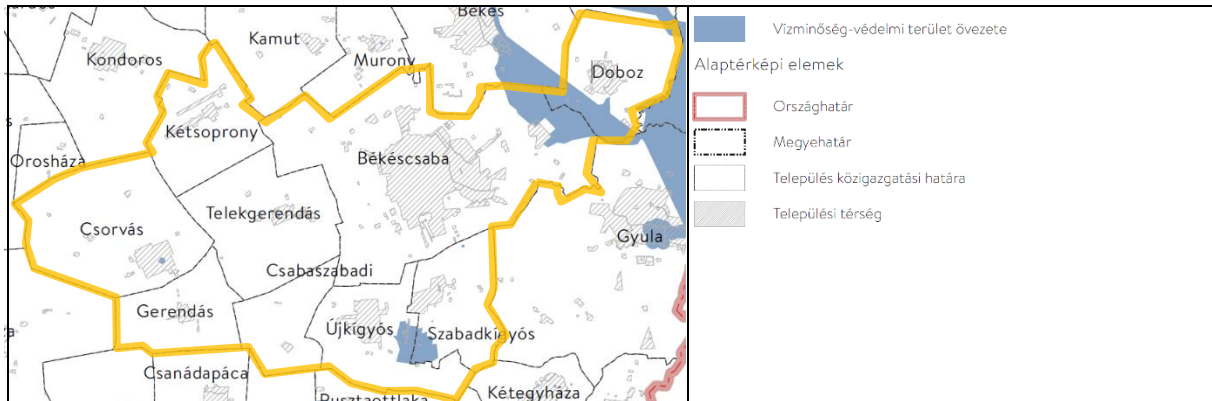 Békés
Kamut
Kondoros
Murony
Doboz
Kétsoprony
Orosháza
Békéscsaba
Telekgerendás
Csorvás
Gyula
Csabaszabadi
Gerendás
Újkígyós
Szabadkígyós
Csanádapáca
Kétegyháza
Pusztaottlaka
Vízminőség-védelmi terület övezete
Alaptérképi elemek
Országhatár
Megyehatár
Település közigazgatási határa
Települési térség